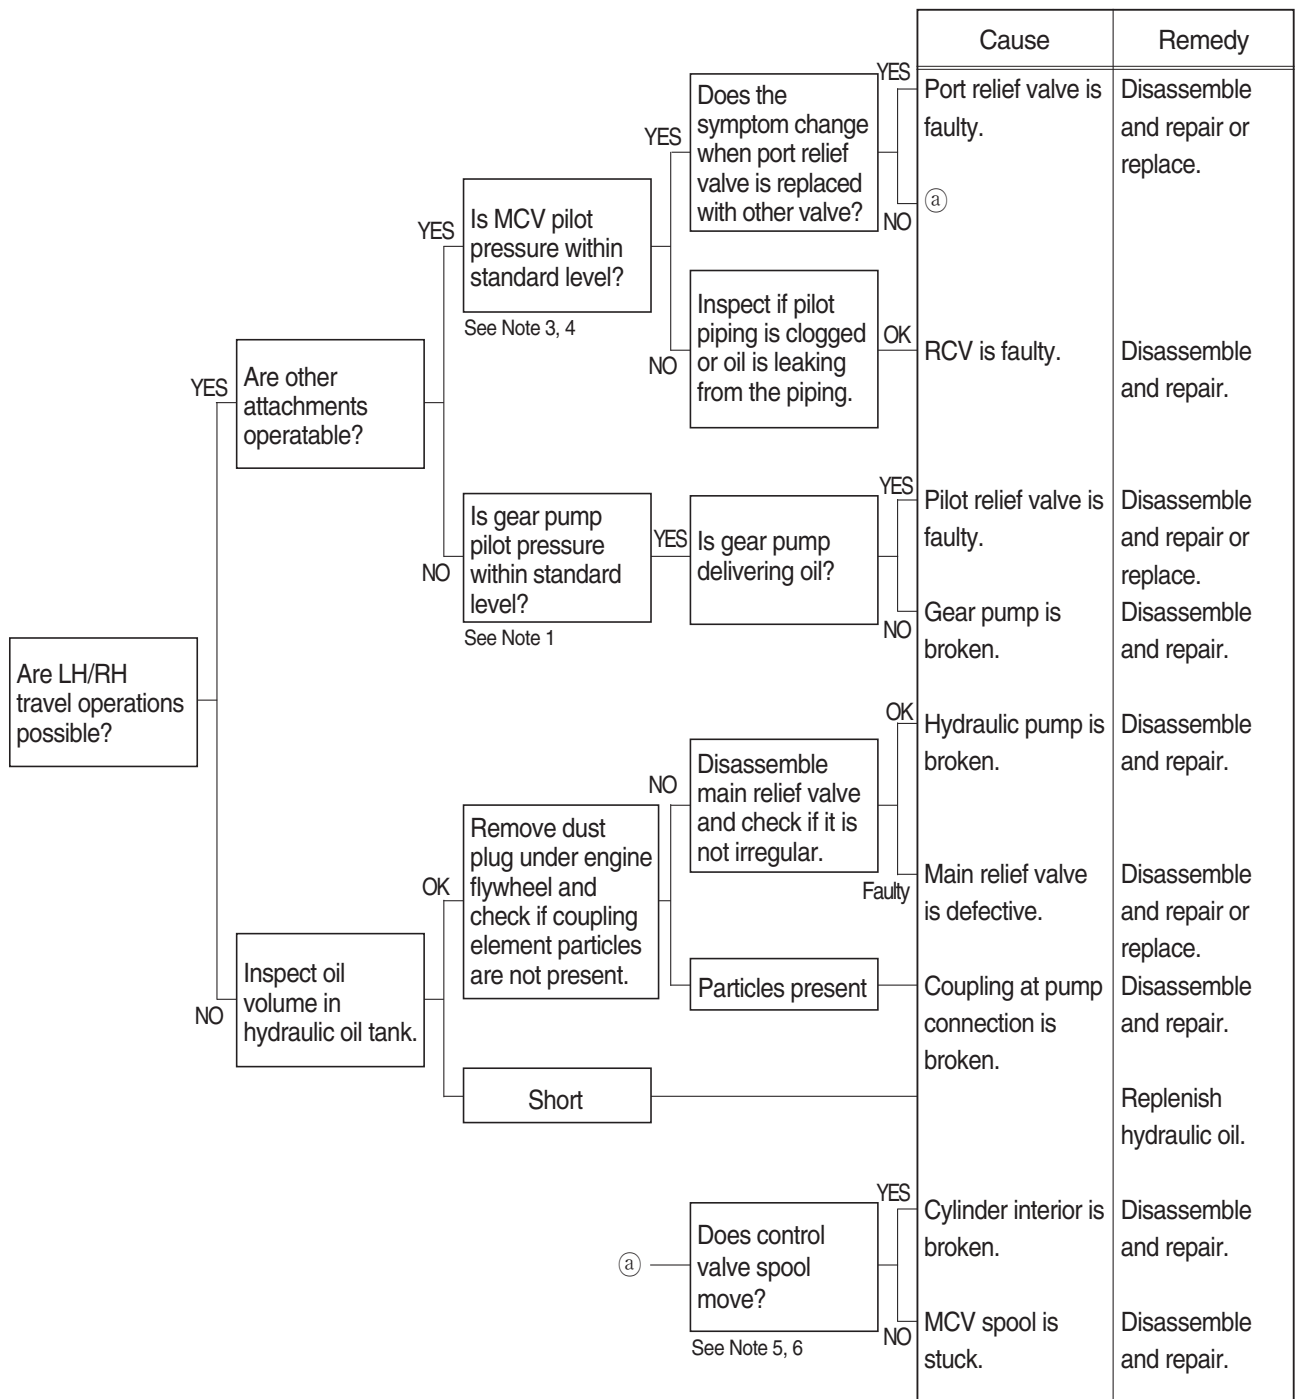 Cause
Remedy
YES
Does the
symptom change
when port relief
valve is replaced
with other valve?
Port relief valve is
faulty.
Disassemble
and repair or
replace.
YES
NO
ⓐ
YES
Is MCV pilot
pressure within
standard level?
See Note 3, 4
NO
Inspect if pilot
piping is clogged
or oil is leaking
from the piping.
OK
RCV is faulty.
Disassemble
and repair.
YES
Are other
attachments
operatable?
NO
Is gear pump
pilot pressure
within standard
level?
See Note 1
YES
Is gear pump
delivering oil?
YES
Pilot relief valve is
faulty.
Disassemble
and repair or
replace.
NO
Gear pump is
broken.
Disassemble
and repair.
Are LH/RH
travel operations
possible?
NO
Inspect oil
volume in
hydraulic oil tank.
OK
Remove dust
plug under engine
flywheel and
check if coupling
element particles
are not present.
NO
Disassemble
main relief valve
and check if it is
not irregular.
OK
Hydraulic pump is
broken.
Disassemble
and repair.
Faulty
Main relief valve
is defective.
Disassemble
and repair or
replace.
Particles present
Coupling at pump
connection is
broken.
Disassemble
and repair.
Short
Replenish
hydraulic oil.
ⓐ
Does control
valve spool
move?
See Note 5, 6
YES
Cylinder interior is
broken.
Disassemble
and repair.
NO
MCV spool is
stuck.
Disassemble
and repair.